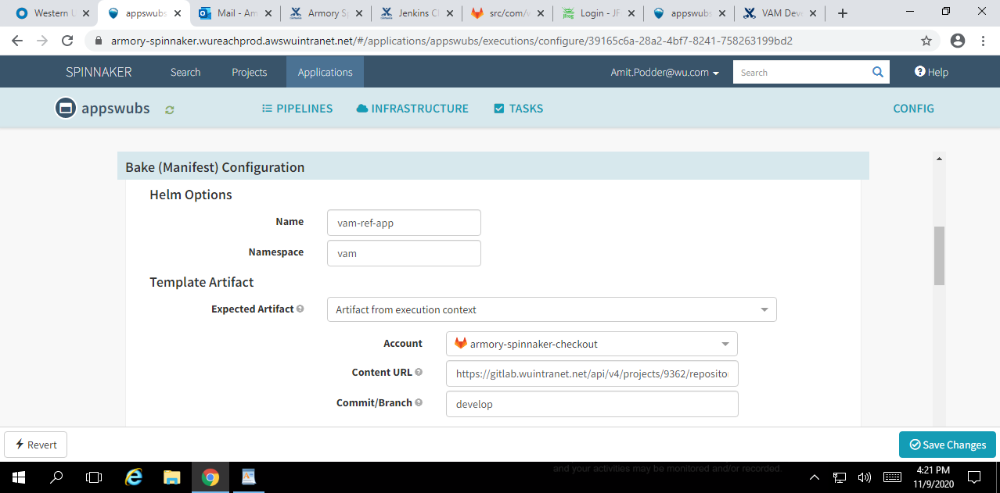 Western U
appswubs
Mail - Am
Armory Sp
Jenkins C
src/com/w
Login - JF
appswubs
VAM Dev
armory-spinnaker.wureachprod.awswuintranet.net/#/applications/appswubs/executions/configure/39165c6a-28a2-4bf7-8241-758263199bd2
SPINNAKER
Search
Projects
Applications
Amit.Podder@wu.com
Search
Help
appswubs
PIPELINES
INFRASTRUCTURE
TASKS
CONFIG
Bake (Manifest) Configuration
Helm Options
Name
vam-ref-app
Namespace
vam
Template Artifact
Expected Artifact
Artifact from execution context
Account
armory-spinnaker-checkout
Content URL
https://gitlab.wuintranet.net/api/v4/projects/9362/repositor
Commit/Branch
develop
Revert
Save Changes
and your activities may be monitored and/or recorded.
4:21 PM
11/9/2020